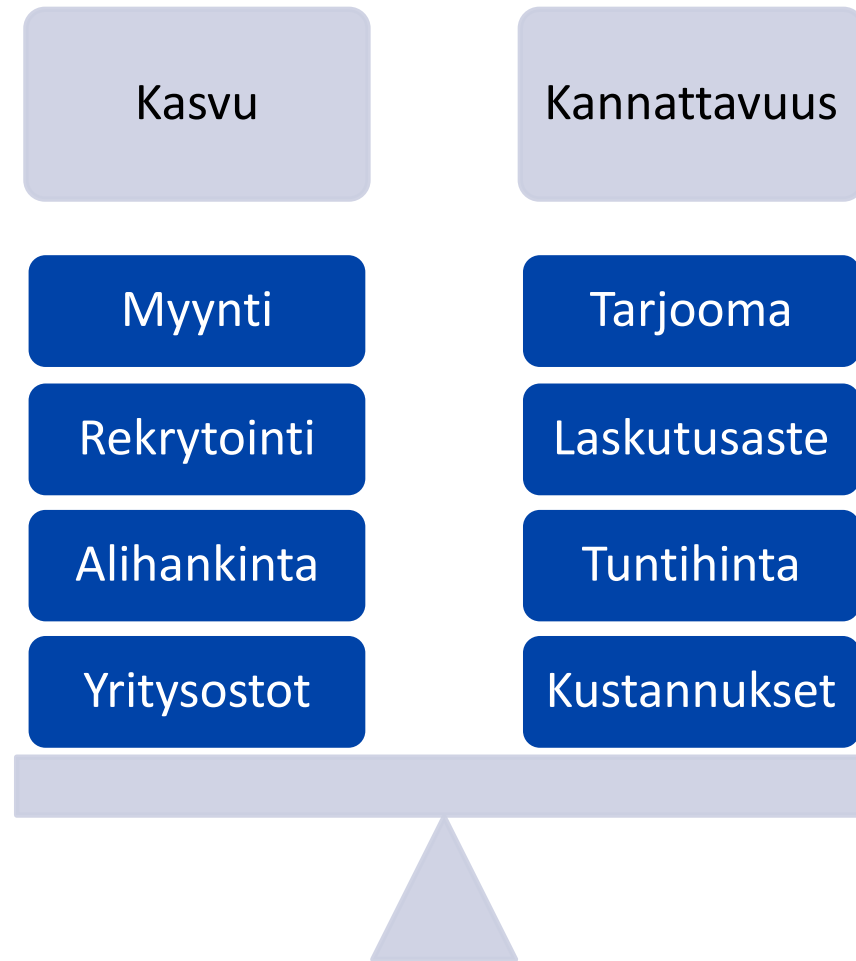 Kasvu
Kannattavuus
Myynti
Tarjooma
Rekrytointi
Laskutusaste
Alihankinta
Tuntihinta
Yritysostot
Kustannukset